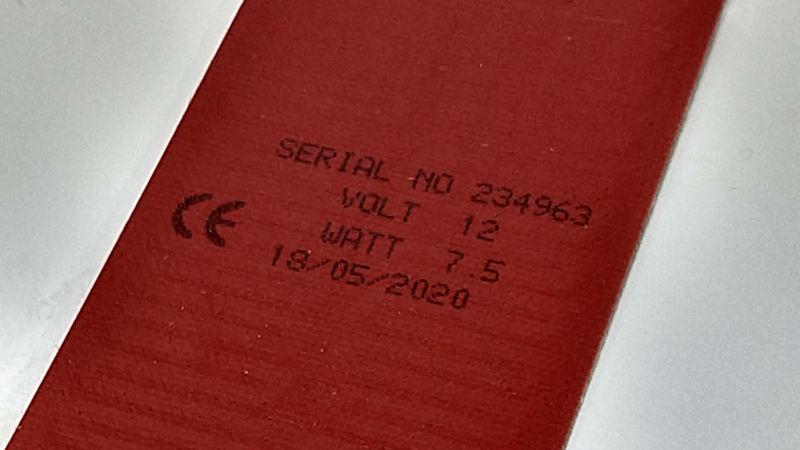 SERIAL NO 234963
VOLT 12
WATT 7.5
18/05/2020
CE